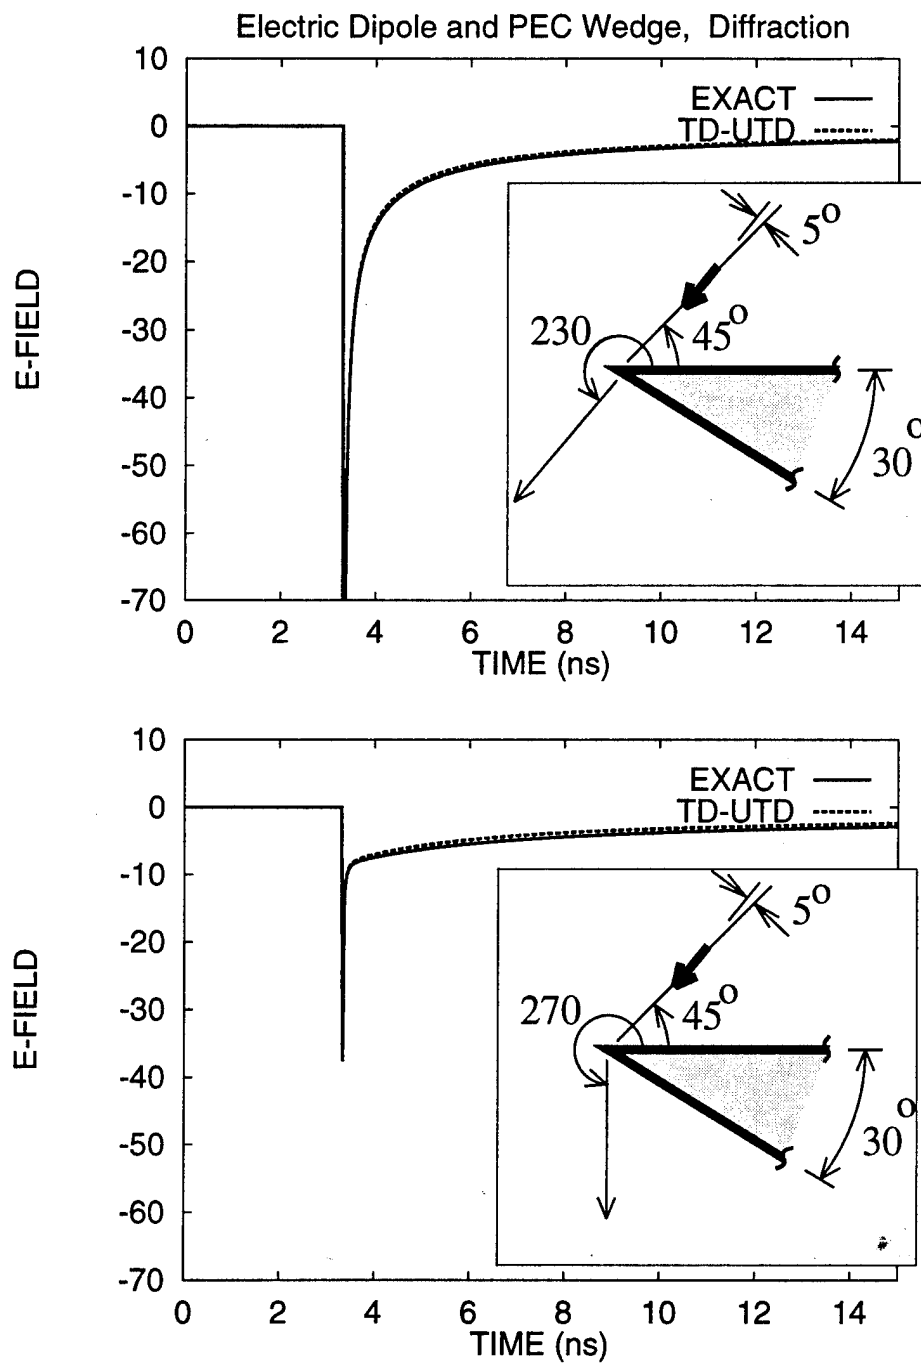 Electric Dipole and PEC Wedge, Diffraction
10
0
-10
-20
-30
-40
-50
-60
-70
E-FIELD
EXACT
TD-UTD
5°
230
45°
30°
0 2 4 6 8 10 12 14
TIME (ns)
10
0
-10
-20
-30
-40
-50
-60
-70
E-FIELD
EXACT
TD-UTD
5°
270
45°
30°
0 2 4 6 8 10 12 14
TIME (ns)